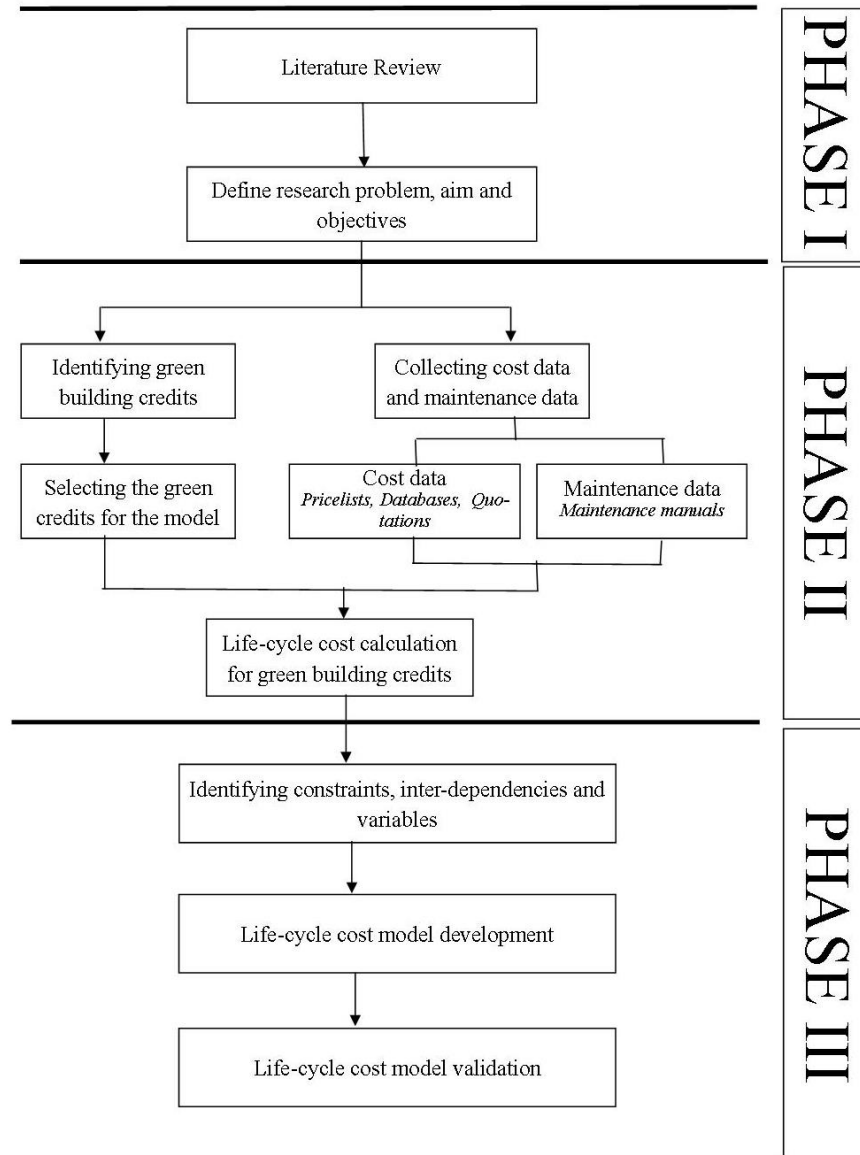 Literature Review
Define research problem, aim and
objectives
PHASE I
Identifying green
building credits
Collecting cost data
and maintenance data
Selecting the green
credits for the model
Cost data
Pricelists, Databases, Quo-
tations
Maintenance data
Maintenance manuals
Life-cycle cost calculation
for green building credits
PHASE II
Identifying constraints, inter-dependencies and
variables
Life-cycle cost model development
Life-cycle cost model validation
PHASE III